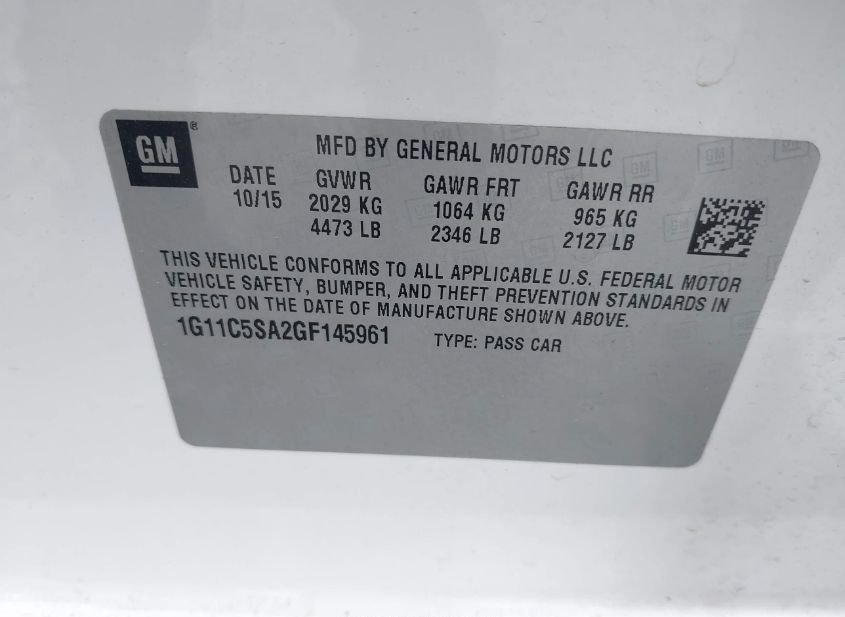 GM®
MFD BY GENERAL MOTORS LLC
DATE GVWR GAWR FRT GAWR RR
10/15 2029 KG 1064 KG 965 KG
4473 LB 2346 LB 2127 LB
THIS VEHICLE CONFORMS TO ALL APPLICABLE U.S. FEDERAL MOTOR
VEHICLE SAFETY, BUMPER, AND THEFT PREVENTION STANDARDS IN
EFFECT ON THE DATE OF MANUFACTURE SHOWN ABOVE.
1G11C5SA2GF145961 TYPE: PASS CAR